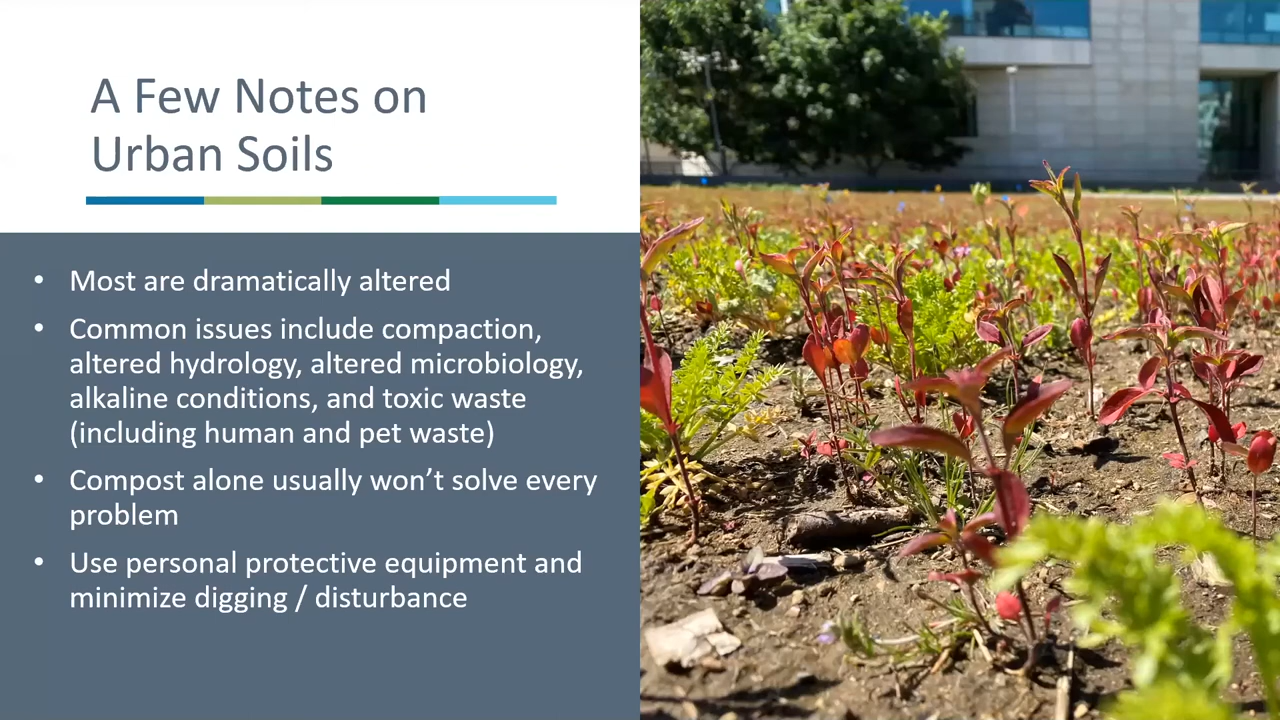 A Few Notes on
Urban Soils
• Most are dramatically altered
• Common issues include compaction,
altered hydrology, altered microbiology,
alkaline conditions, and toxic waste
(including human and pet waste)
• Compost alone usually won’t solve every
problem
• Use personal protective equipment and
minimize digging / disturbance